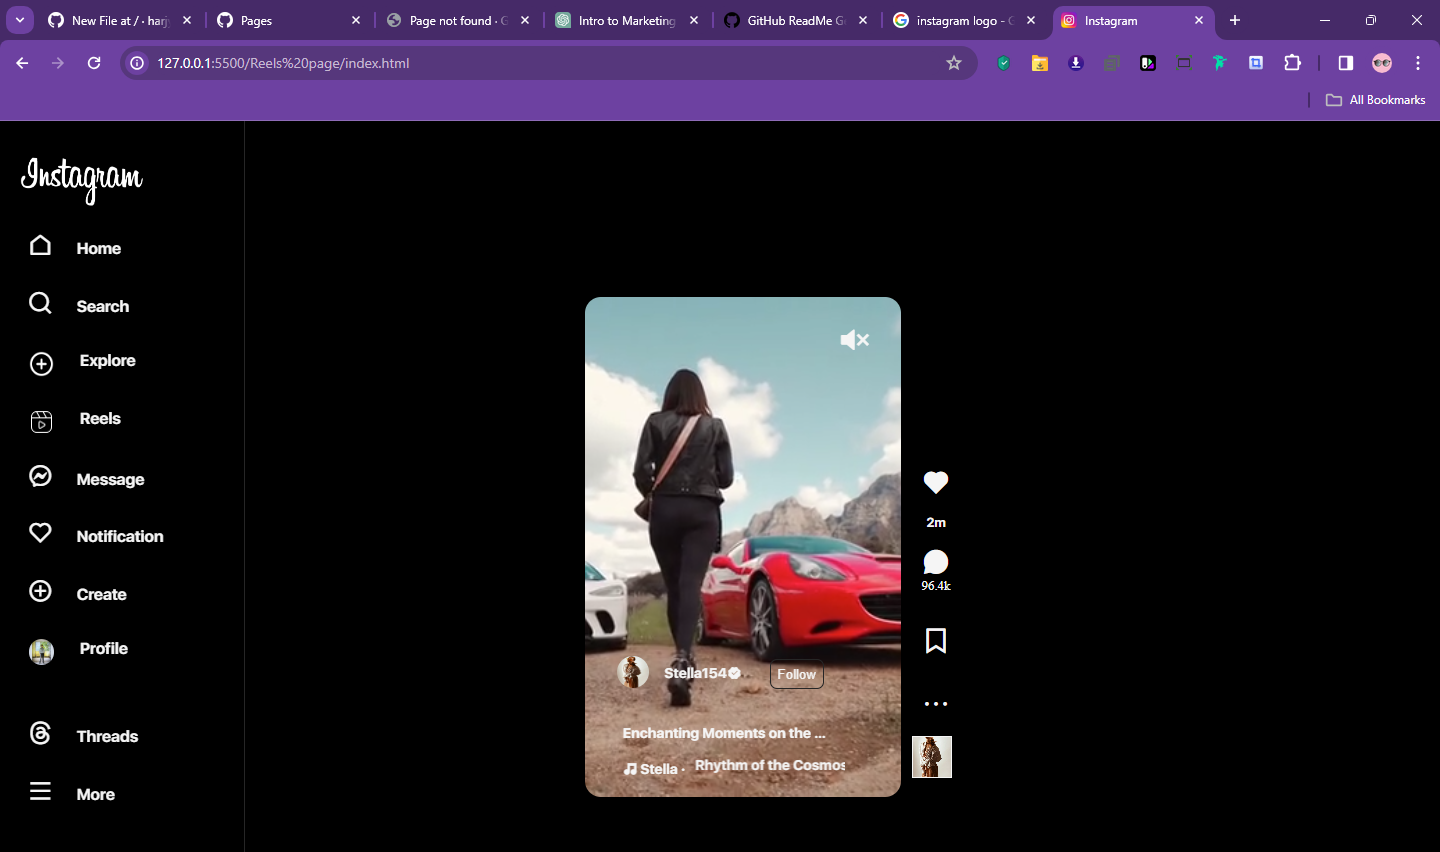 New File at / · harj
Pages
Page not found · G
Intro to Marketing
GitHub ReadMe G
instagram logo - G
Instagram
127.0.0.1:5500/Reels%20page/index.html
All Bookmarks
Instagram
Home
Search
Explore
Reels
Message
Notification
Create
Profile
Threads
More
Stella154
Follow
Enchanting Moments on the ...
Stella ·
Rhythm of the Cosmos
2m
96.4k